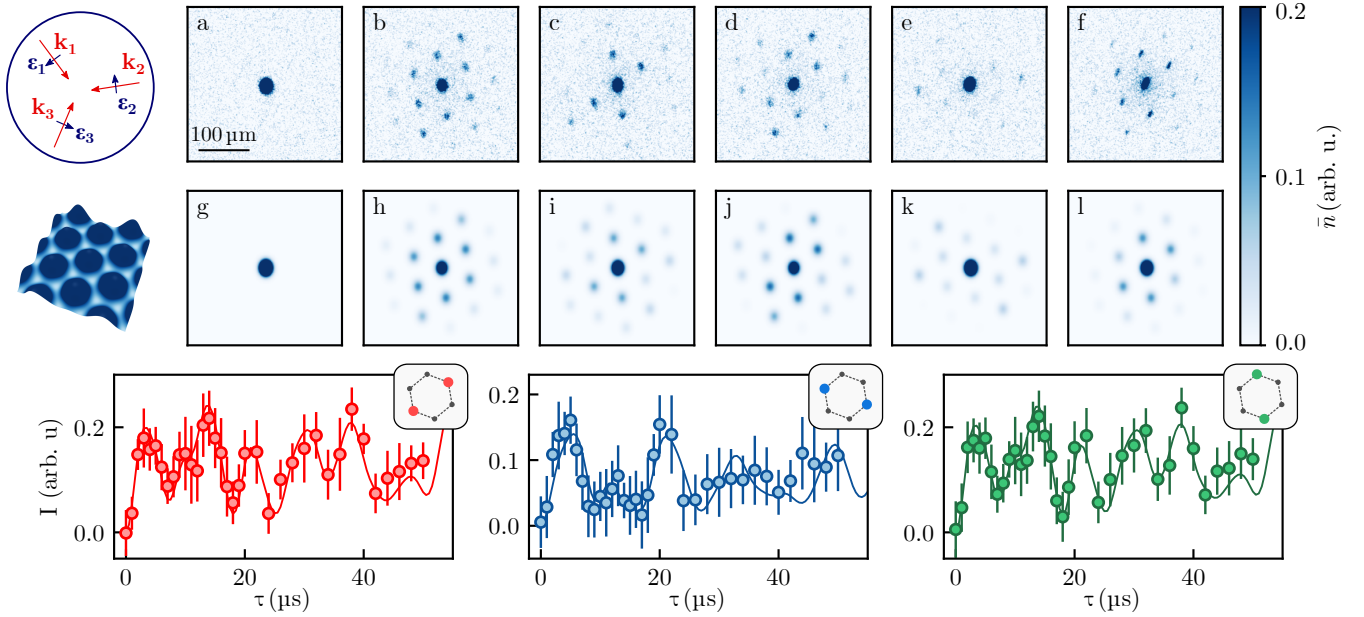 a b c d e f
k₁
ε₁
k₂
ε₂
k₃
ε₃
100 µm
0.2
0.1
0.0
n̄ (arb. u.)
g h i j k l
I (arb. u)
0.2
0.0
0 20 40
τ (µs)
0.2
0.1
0.0
0 20 40
τ (µs)
0.2
0.0
0 20 40
τ (µs)